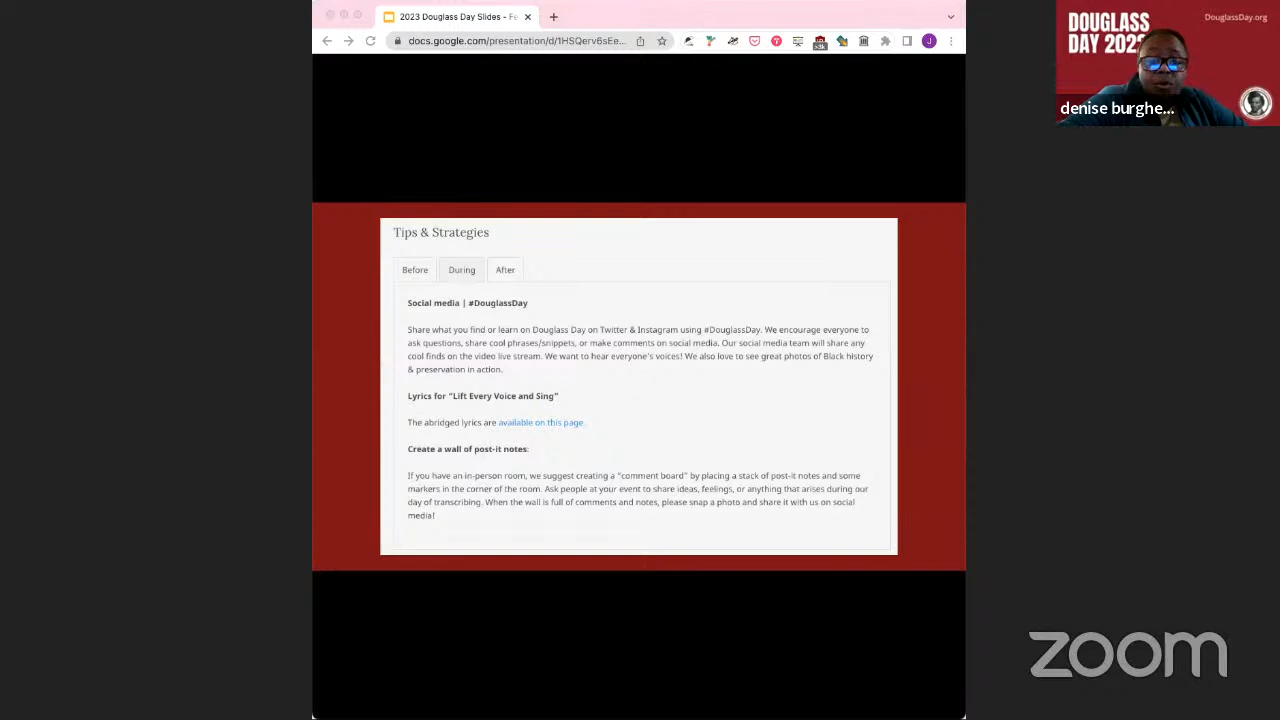 2023 Douglass Day Slides - Fe
docs.google.com/presentation/d/1HSQerv6sEe...
>3k
J
DOUGLASS
DAY 2023
DouglassDay.org
denise burghe...
Tips & Strategies
Before During After
Social media | #DouglassDay
Share what you find or learn on Douglass Day on Twitter & Instagram using #DouglassDay. We encourage everyone to
ask questions, share cool phrases/snippets, or make comments on social media. Our social media team will share any
cool finds on the video live stream. We want to hear everyone's voices! We also love to see great photos of Black history
& preservation in action.
Lyrics for “Lift Every Voice and Sing”
The abridged lyrics are available on this page.
Create a wall of post-it notes:
If you have an in-person room, we suggest creating a “comment board” by placing a stack of post-it notes and some
markers in the corner of the room. Ask people at your event to share ideas, feelings, or anything that arises during our
day of transcribing. When the wall is full of comments and notes, please snap a photo and share it with us on social
media!
zoom